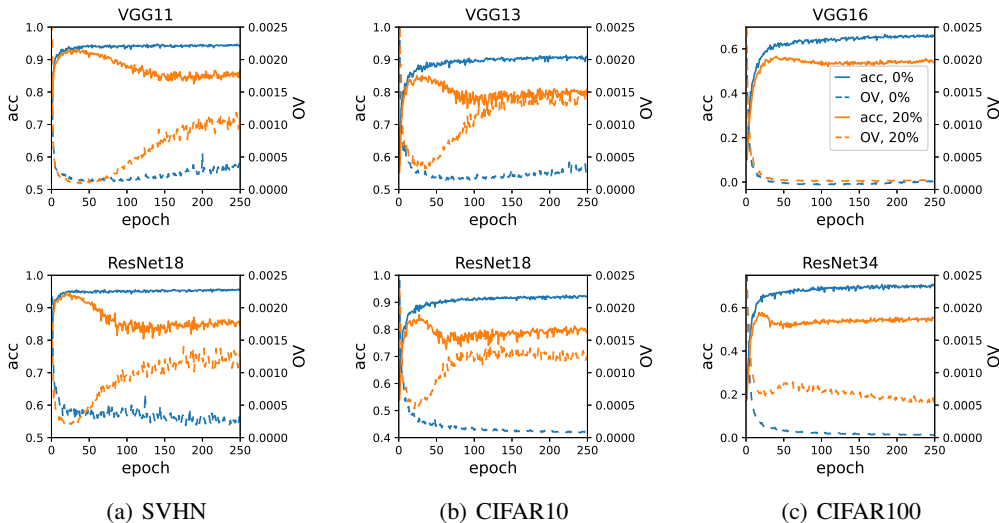 VGG11
VGG13
VGG16
1.0
0.9
0.8
0.7
0.6
0.5
acc
0.0025
0.0020
0.0015
0.0010
0.0005
0.0000
OV
0 50 100 150 200 250
epoch
1.0
0.9
0.8
0.7
0.6
0.5
acc
0.0025
0.0020
0.0015
0.0010
0.0005
0.0000
OV
0 50 100 150 200 250
epoch
0.6
0.4
0.2
0.0
acc
acc, 0%
OV, 0%
acc, 20%
OV, 20%
0.0025
0.0020
0.0015
0.0010
0.0005
0.0000
OV
0 50 100 150 200 250
epoch
ResNet18
ResNet18
ResNet34
1.0
0.9
0.8
0.7
0.6
0.5
acc
0.0025
0.0020
0.0015
0.0010
0.0005
0.0000
OV
0 50 100 150 200 250
epoch
1.0
0.9
0.8
0.7
0.6
0.5
0.4
acc
0.0025
0.0020
0.0015
0.0010
0.0005
0.0000
OV
0 50 100 150 200 250
epoch
0.6
0.4
0.2
0.0
acc
0.0025
0.0020
0.0015
0.0010
0.0005
0.0000
OV
0 50 100 150 200 250
epoch
(a) SVHN
(b) CIFAR10
(c) CIFAR100